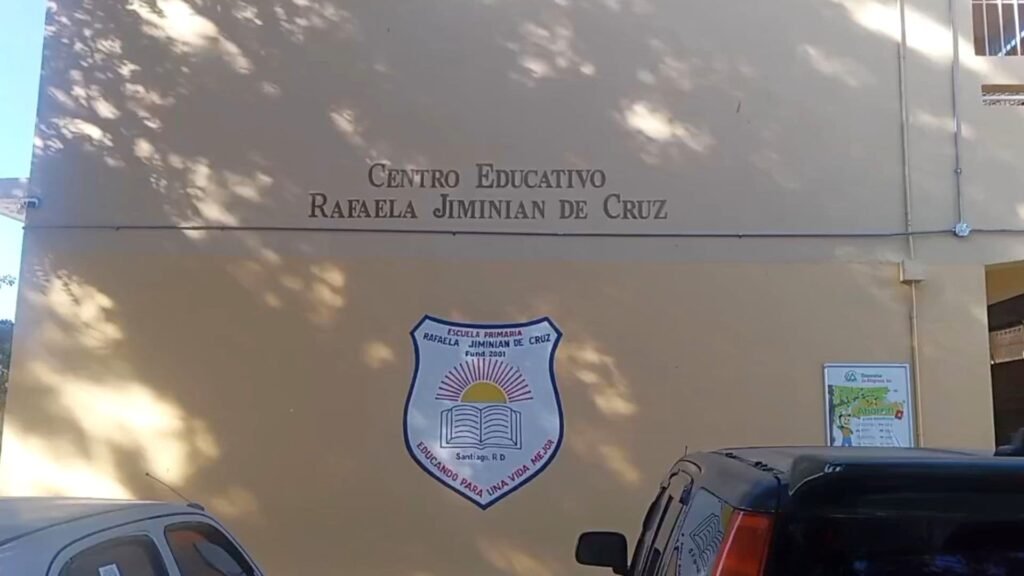 CENTRO EDUCATIVO
RAFAELA JIMINIAN DE CRUZ
ESCUELA PRIMARIA
RAFAELA JIMINIAN DE CRUZ
Fund. 2001
Santiago, R D
EDUCANDO PARA UNA VIDA MEJOR